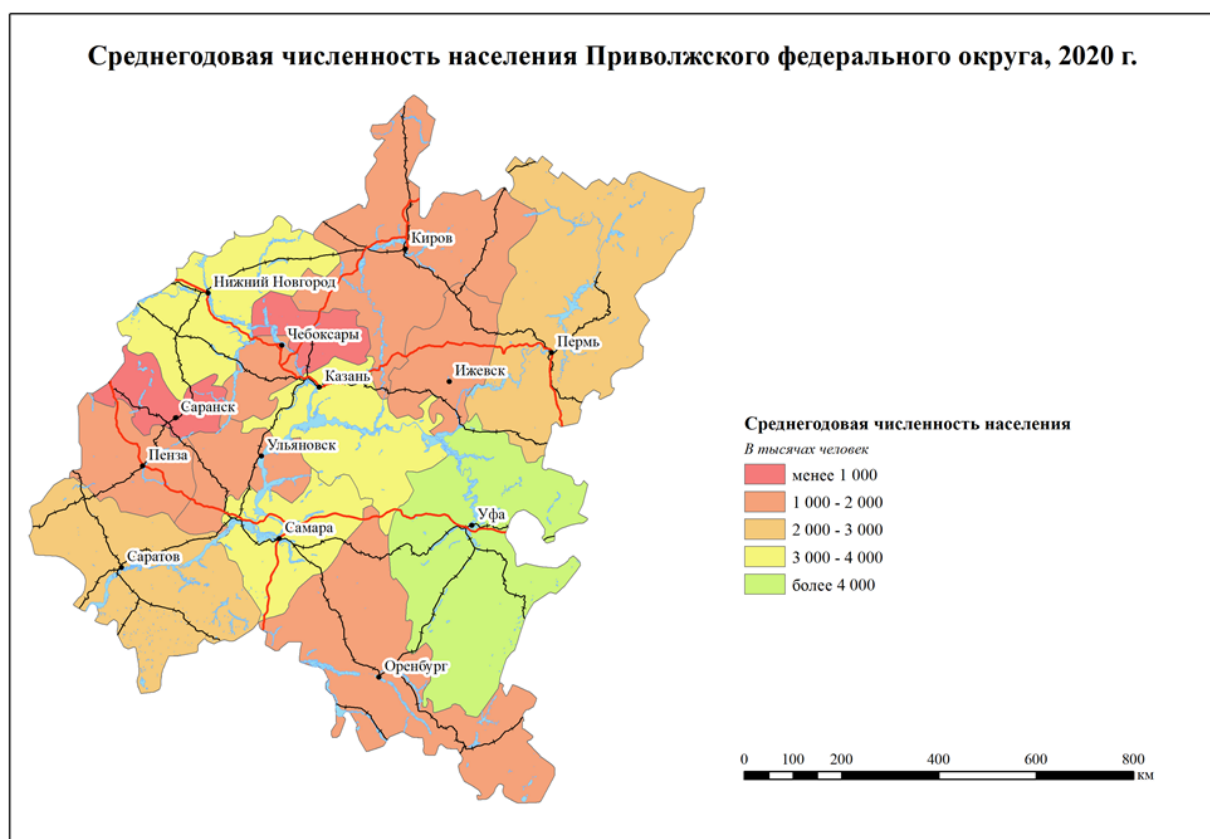 Среднегодовая численность населения Приволжского федерального округа, 2020 г.
Киров
Нижний Новгород
Чебоксары
Пермь
Казань
Ижевск
Саранск
Ульяновск
Пенза
Уфа
Самара
Саратов
Оренбург
Среднегодовая численность населения
В тысячах человек
менее 1 000
1 000 - 2 000
2 000 - 3 000
3 000 - 4 000
более 4 000
0 100 200 400 600 800
км